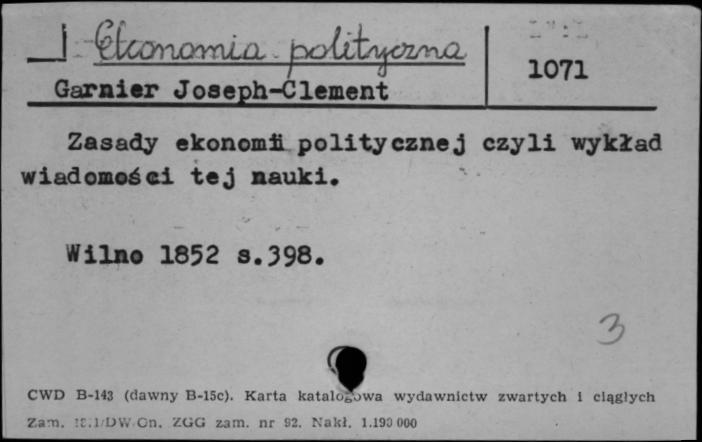 Ekonomia polityczna
1071
Garnier Joseph-Clement
Zasady ekonomii politycznej czyli wykład
wiadomości tej nauki.
Wilno 1852 s.398.
3
CWD B-143 (dawny B-15c). Karta katalogowa wydawnictw zwartych i ciągłych
Zam. ZGG zam. nr 92. Nakł. 1.190 000